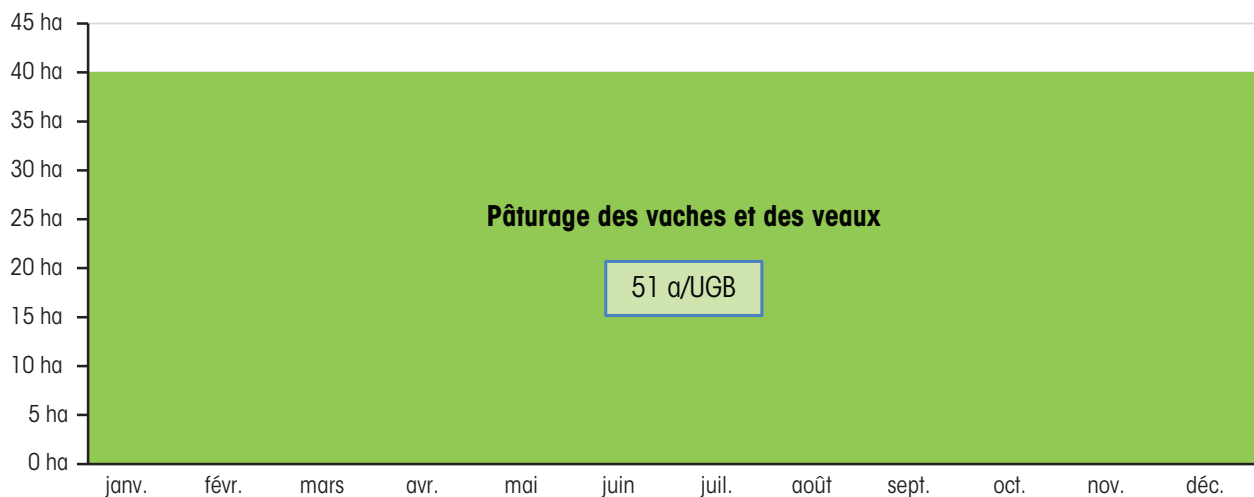 45 ha
40 ha
35 ha
30 ha
25 ha
20 ha
15 ha
10 ha
5 ha
0 ha
Pâturage des vaches et des veaux
51 a/UGB
janv. févr. mars avr. mai juin juil. août sept. oct. nov. déc.